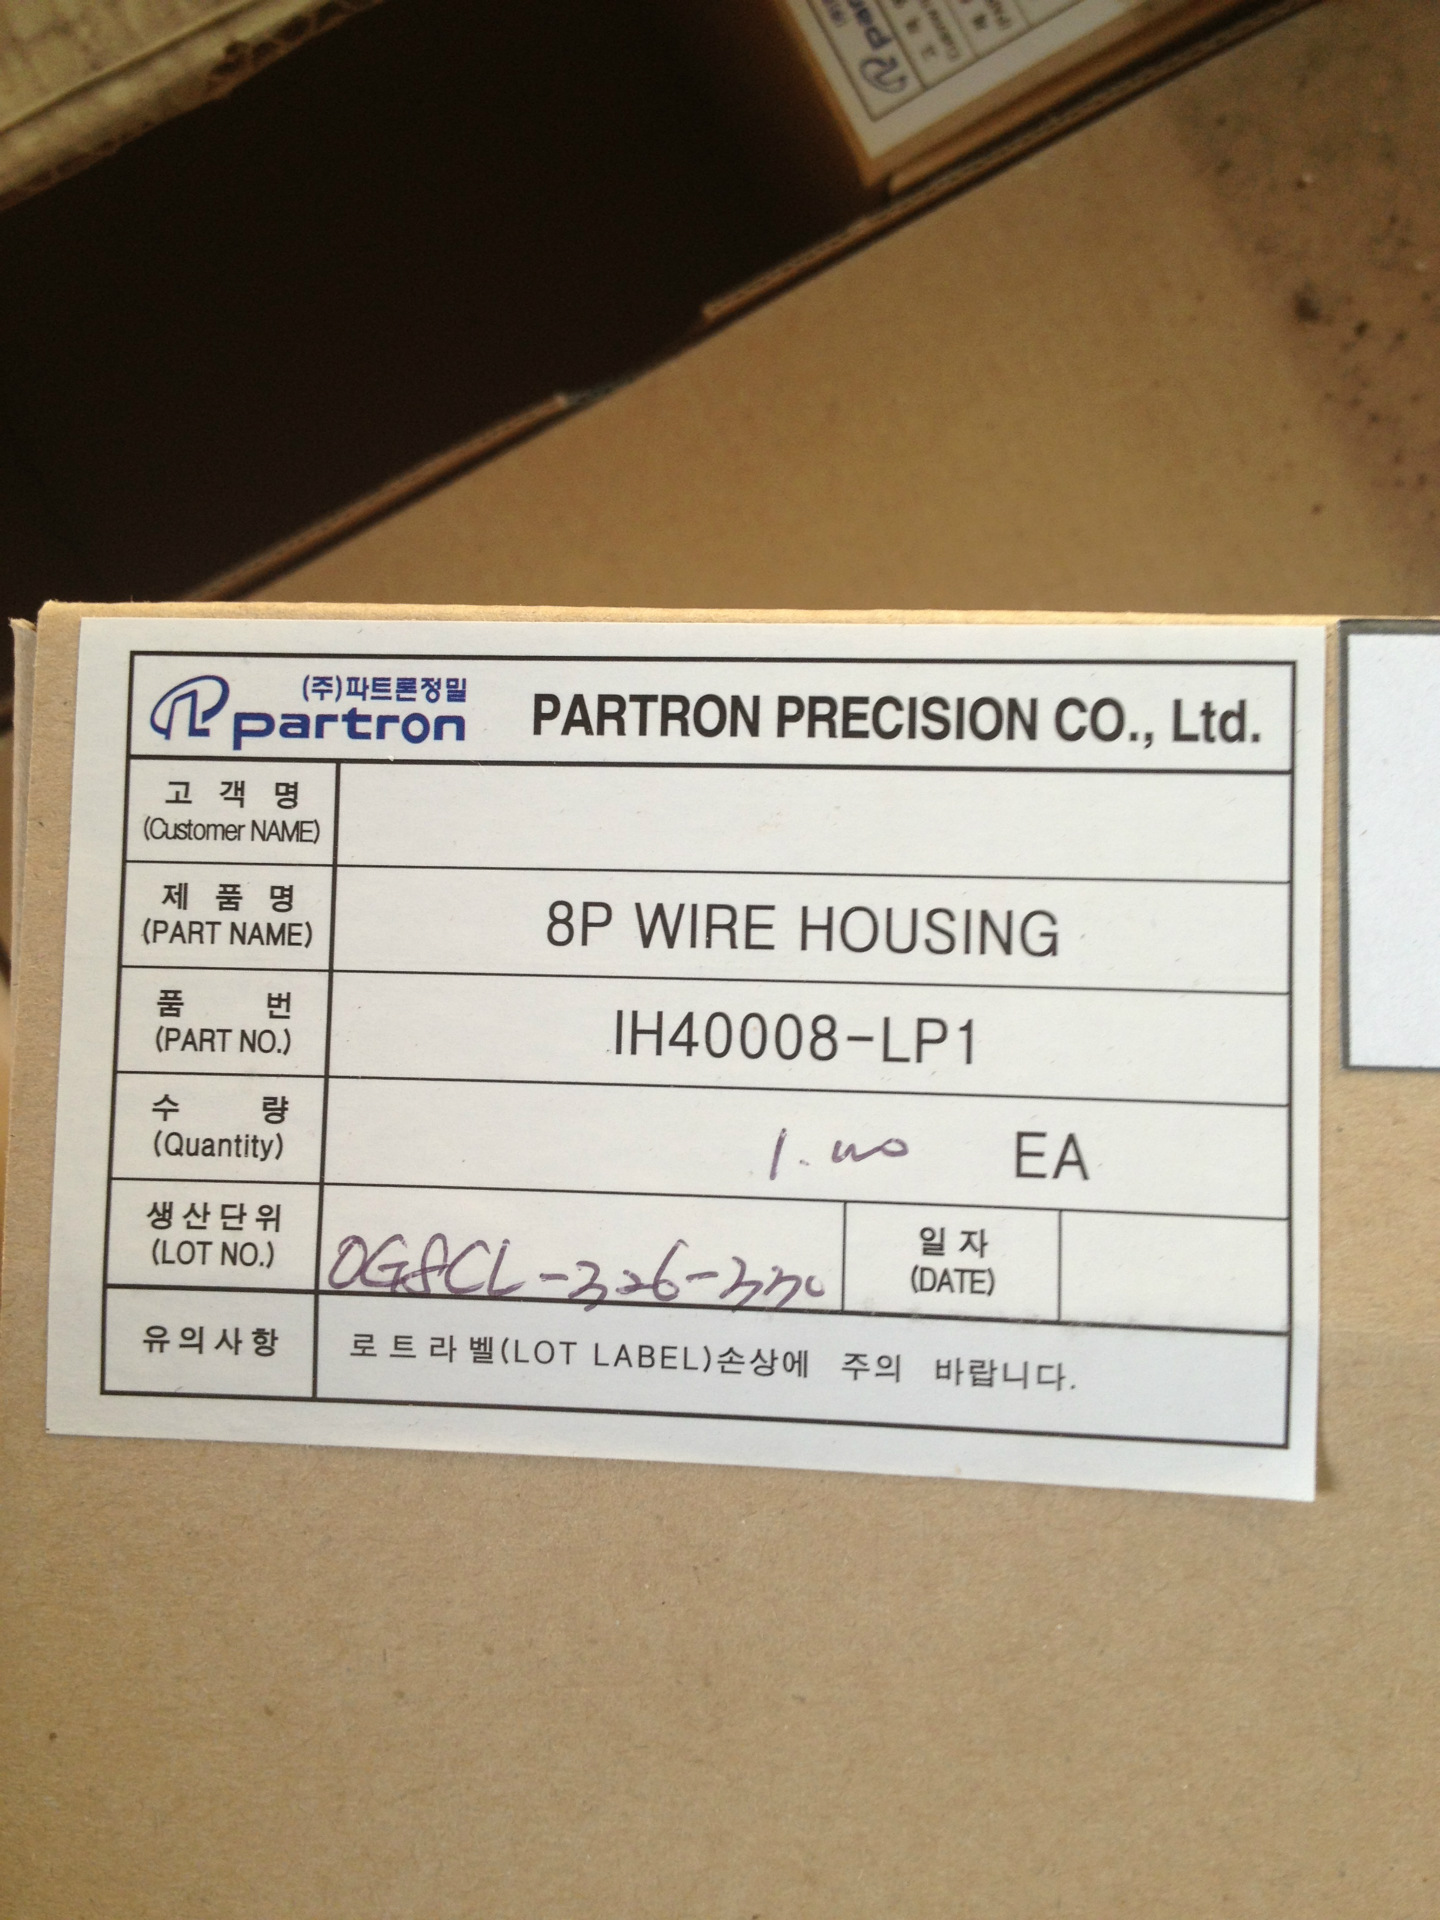 (주)파트론정밀
partron
PARTRON PRECISION CO., Ltd.
고 객 명
(Customer NAME)
제 품 명
(PART NAME)
8P WIRE HOUSING
품 번
(PART NO.)
IH40008-LP1
수 량
(Quantity)
EA
생산단위
(LOT NO.)
일 자
(DATE)
유의사항
로트라벨(LOT LABEL)손상에 주의 바랍니다.